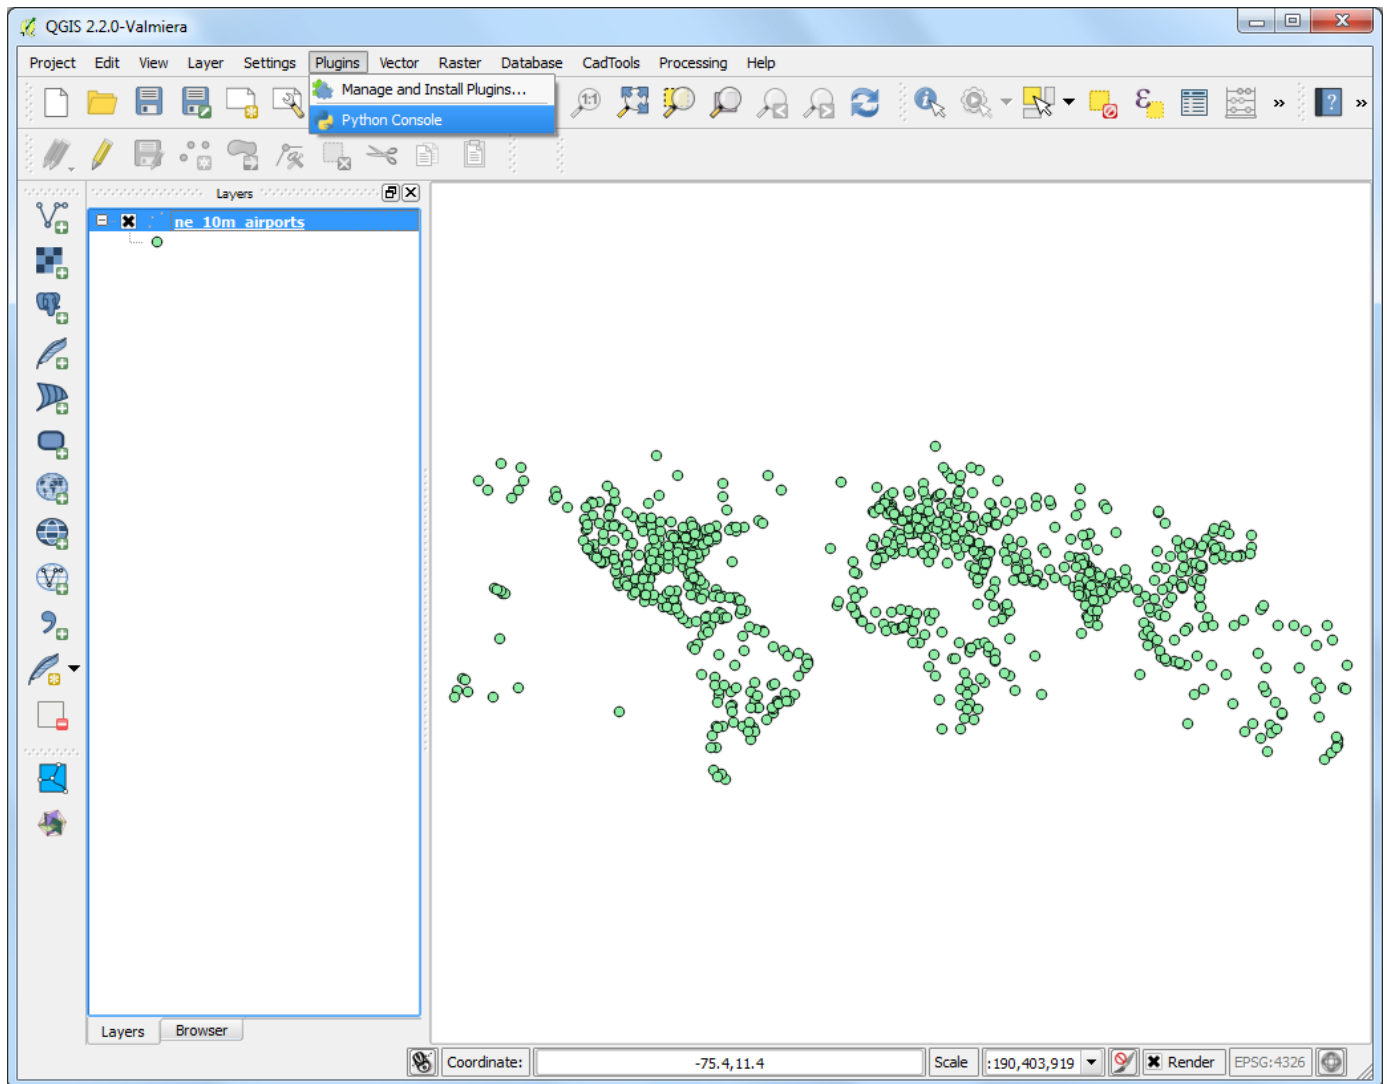 QGIS 2.2.0-Valmiera
Project Edit View Layer Settings Plugins Vector Raster Database CadTools Processing Help
Manage and Install Plugins...
Python Console
1:1
Layers
ne_10m_airports
Layers Browser
Coordinate: -75.4,11.4 Scale :190,403,919 Render EPSG:4326